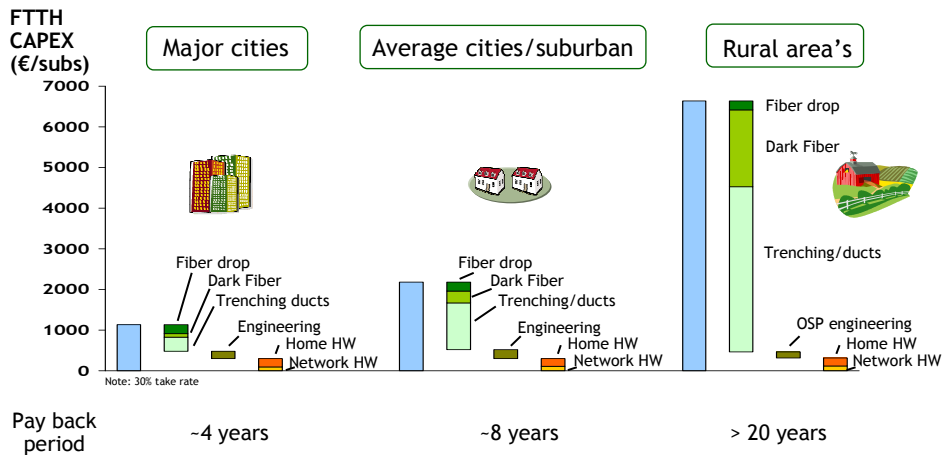 FTTH
CAPEX
(€/subs)
Major cities
Average cities/suburban
Rural area's
7000
6000
5000
4000
3000
2000
1000
0
Fiber drop
Dark Fiber
Trenching ducts
Engineering
Home HW
Network HW
Fiber drop
Dark Fiber
Trenching/ducts
Engineering
Home HW
Network HW
Fiber drop
Dark Fiber
Trenching/ducts
OSP engineering
Home HW
Network HW
Note: 30% take rate
Pay back
period
~4 years
~8 years
> 20 years